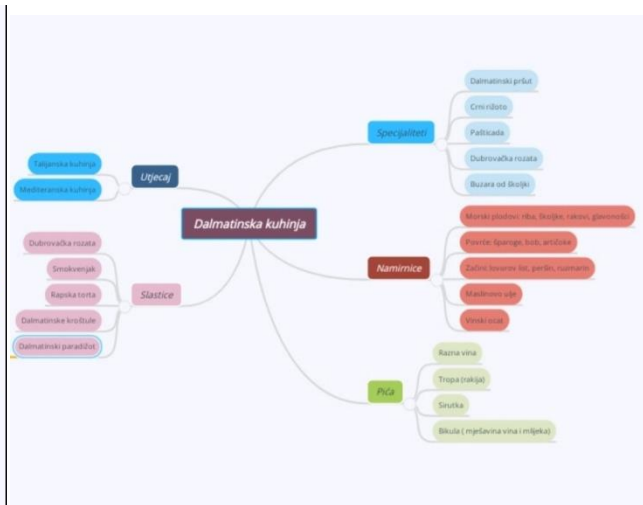 Dalmatinska kuhinja
Utjecaj
Talijanska kuhinja
Mediteranska kuhinja
Slastice
Dubrovačka rozata
Smokvenjak
Rapska torta
Dalmatinske kroštule
Dalmatinski paradižot
Specijaliteti
Dalmatinski pršut
Crni rižoto
Pašticada
Dubrovačka rozata
Buzara od školjki
Namirnice
Morski plodovi: riba, školjke, rakovi, glavonošci
Povrće: šparoge, bob, artičoke
Začini: lovorov list, peršin, ružmarin
Maslinovo ulje
Vinski ocat
Pića
Razna vina
Tropa (rakija)
Sirutka
Bikula ( mješavina vina i mlijeka)